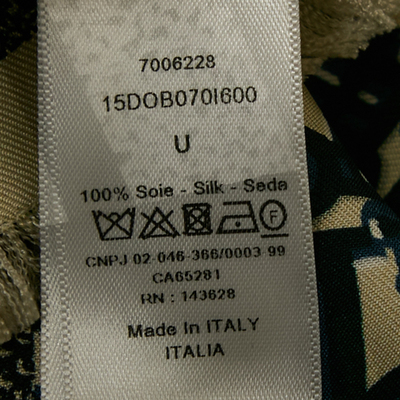 7006228
15DOB070I600
U
100% Soie - Silk - Seda
F
CNPJ 02-046-366/0003 99
CA65281
RN : 143628
Made In ITALY
ITALIA